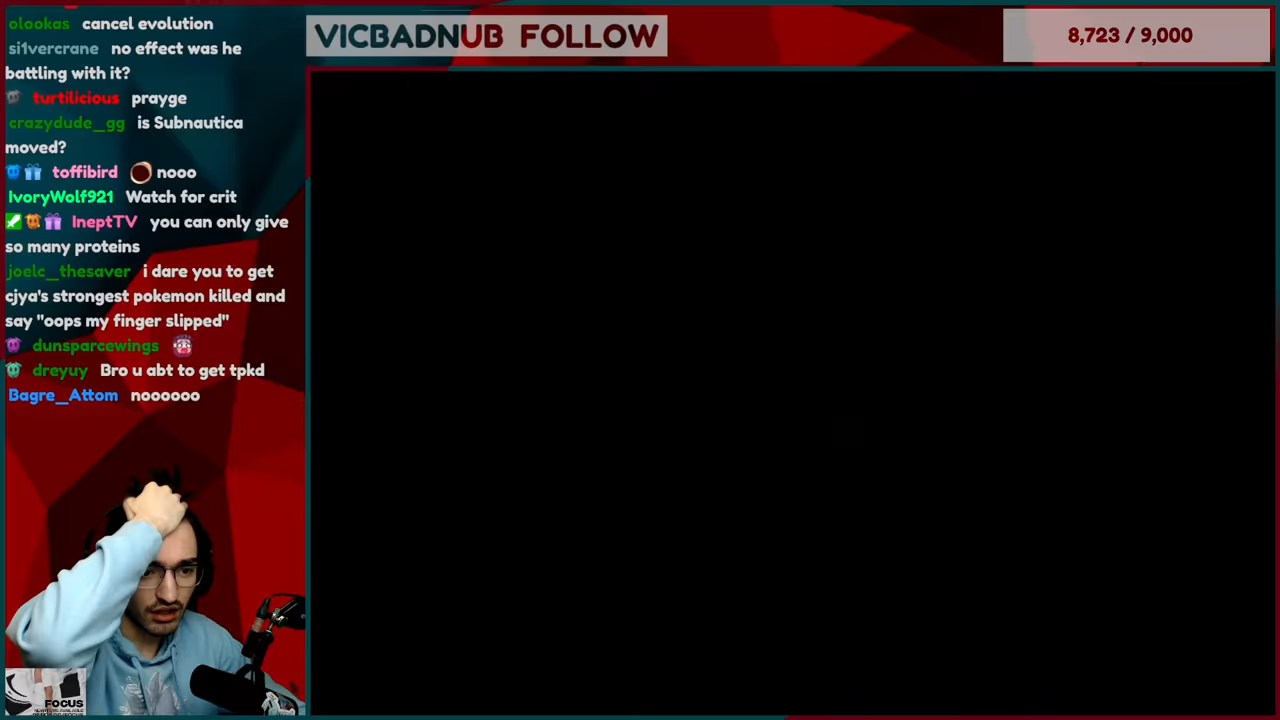 olookas cancel evolution
si1vercrane no effect was he
battling with it?
turtilicious prayge
crazydude_gg is Subnautica
moved?
toffibird nooo
IvoryWolf921 Watch for crit
IneptTV you can only give
so many proteins
joelc_thesaver i dare you to get
cjya's strongest pokemon killed and
say "oops my finger slipped"
dunsparcewings
dreyuy Bro u abt to get tpkd
Bagre_Attom noooooo
VICBADNUB FOLLOW
8,723 / 9,000
FOCUS